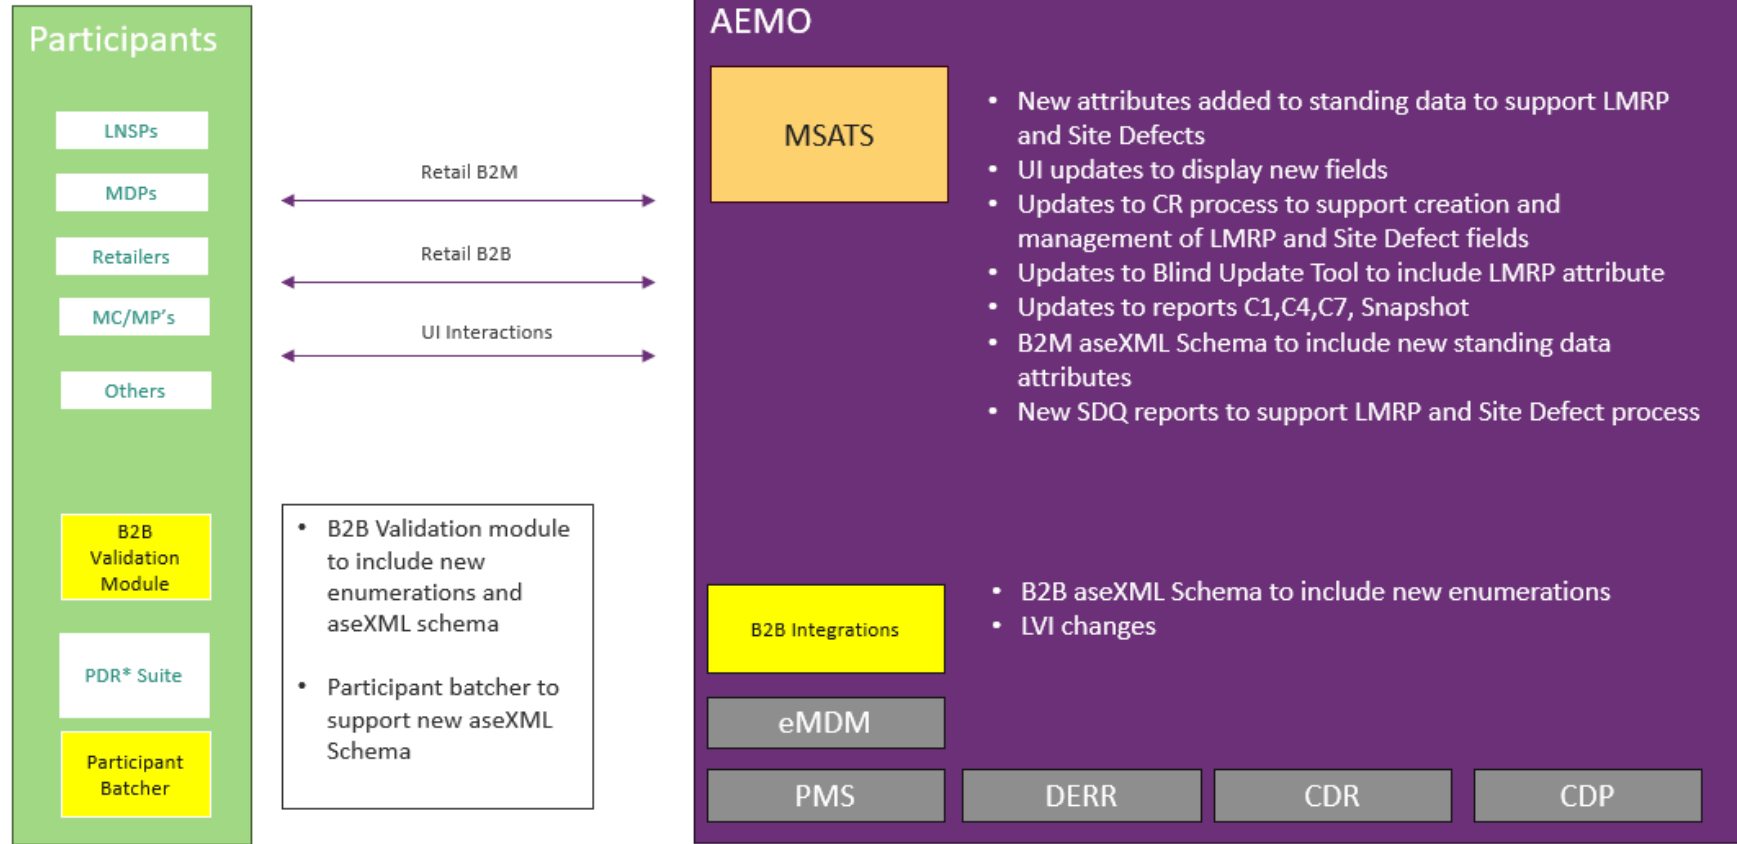 Participants
LNSPs
MDPs
Retailers
MC/MP's
Others
B2B
Validation
Module
PDR* Suite
Participant
Batcher
Retail B2M
Retail B2B
UI Interactions
• B2B Validation module
to include new
enumerations and
aseXML schema
• Participant batcher to
support new aseXML
Schema
AEMO
MSATS
• New attributes added to standing data to support LMRP
and Site Defects
• UI updates to display new fields
• Updates to CR process to support creation and
management of LMRP and Site Defect fields
• Updates to Blind Update Tool to include LMRP attribute
• Updates to reports C1,C4,C7, Snapshot
• B2M aseXML Schema to include new standing data
attributes
• New SDQ reports to support LMRP and Site Defect process
B2B Integrations
• B2B aseXML Schema to include new enumerations
• LVI changes
eMDM
PMS
DERR
CDR
CDP